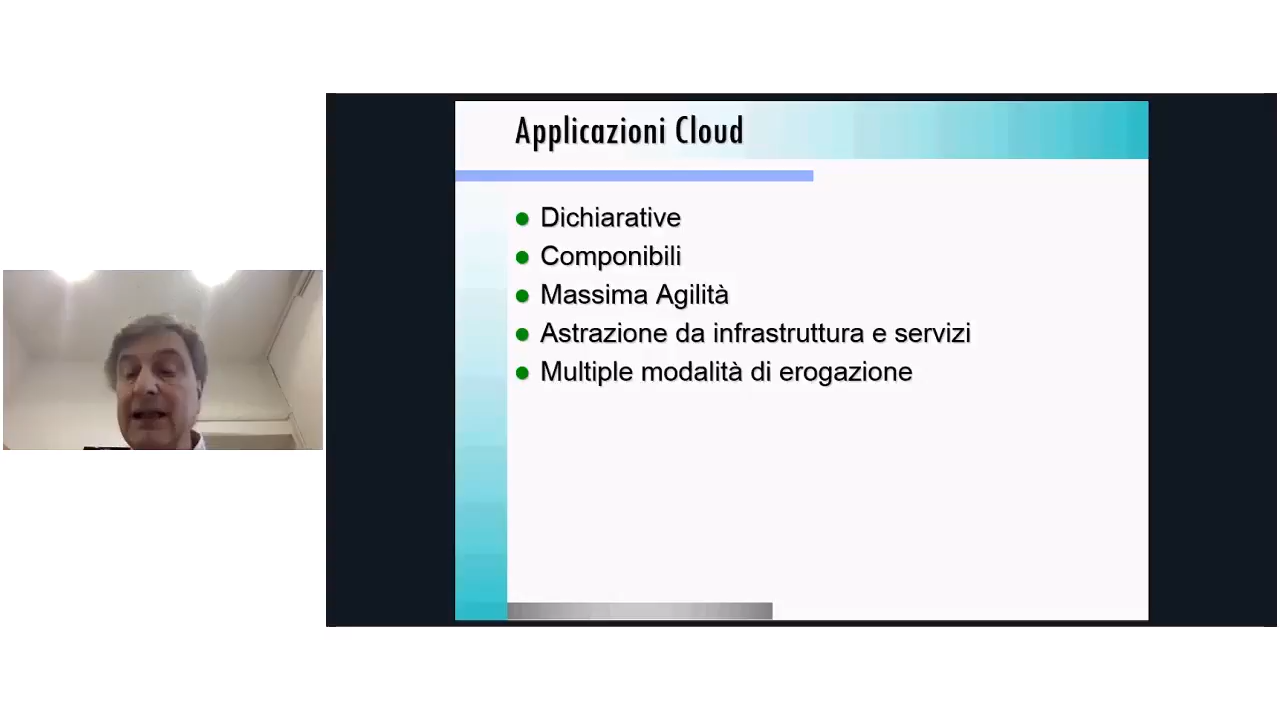 Applicazioni Cloud
Dichiarative
Componibili
Massima Agilità
Astrazione da infrastruttura e servizi
Multiple modalità di erogazione